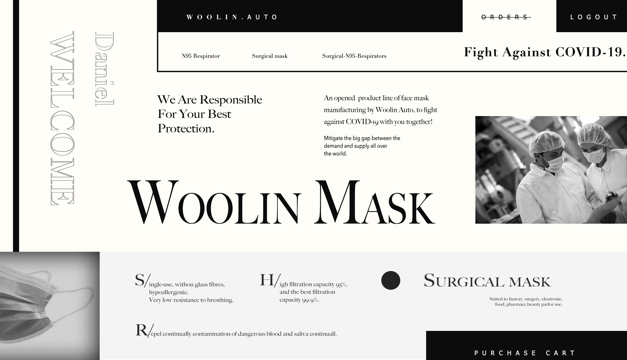 WOOLIN.AUTO
ORDERS
LOGOUT
N95 Respirator
Surgical mask
Surgical-N95-Respirators
Fight Against COVID-19.
Daniel
WELCOME
We Are Responsible
For Your Best
Protection.
An opened product line of face mask
manufacturing by Woolin Auto, to fight
against COVID-19 with you together!
Mitigate the big gap between the
demand and supply all over
the world.
WOOLIN MASK
S/ingle-use, withou glass fibres,
hypoallergenic.
Very low resistance to breathing.
H/igh filtration capacity 95%,
and the best filtration
capacity 99.9%.
SURGICAL MASK
Suited to factory, surgery, electronic,
food, pharmacy, beauty parlor use.
R/epel continually contamination of dangerous blood and saliva continuall.
PURCHASE CART